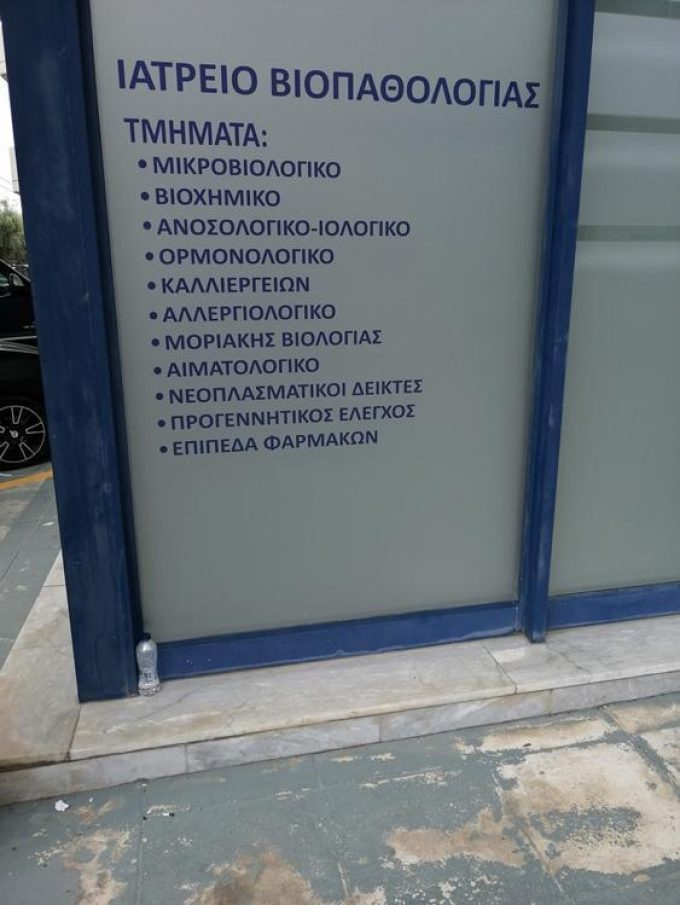 ΙΑΤΡΕΙΟ ΒΙΟΠΑΘΟΛΟΓΙΑΣ
ΤΜΗΜΑΤΑ:
• ΜΙΚΡΟΒΙΟΛΟΓΙΚΟ
• ΒΙΟΧΗΜΙΚΟ
• ΑΝΟΣΟΛΟΓΙΚΟ-ΙΟΛΟΓΙΚΟ
• ΟΡΜΟΝΟΛΟΓΙΚΟ
• ΚΑΛΛΙΕΡΓΕΙΩΝ
• ΑΛΛΕΡΓΙΟΛΟΓΙΚΟ
• ΜΟΡΙΑΚΗΣ ΒΙΟΛΟΓΙΑΣ
• ΑΙΜΑΤΟΛΟΓΙΚΟ
• ΝΕΟΠΛΑΣΜΑΤΙΚΟΙ ΔΕΙΚΤΕΣ
• ΠΡΟΓΕΝΝΗΤΙΚΟΣ ΕΛΕΓΧΟΣ
• ΕΠΙΠΕΔΑ ΦΑΡΜΑΚΩΝ